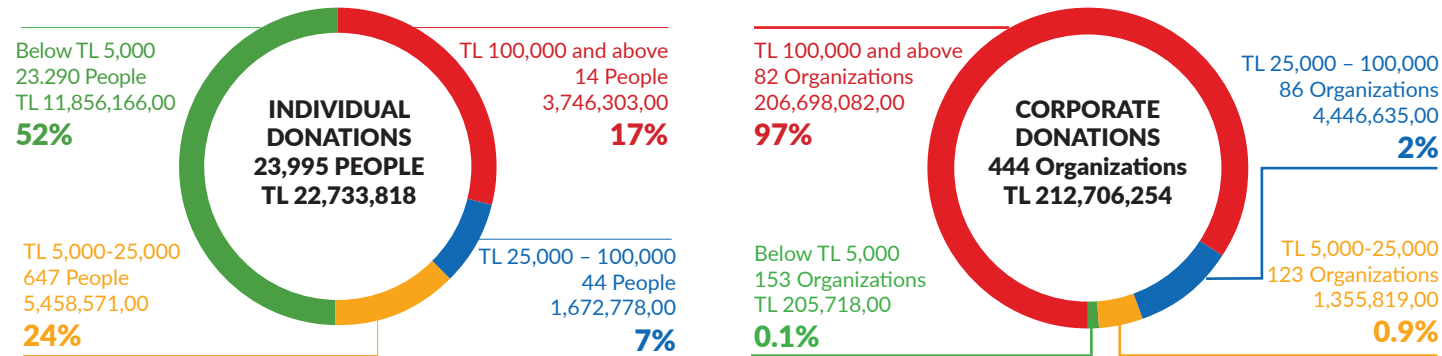 Below TL 5,000
23.290 People
TL 11,856,166,00
52%
TL 100,000 and above
14 People
3,746,303,00
17%
INDIVIDUAL
DONATIONS
23,995 PEOPLE
TL 22,733,818
TL 5,000-25,000
647 People
5,458,571,00
24%
TL 25,000 – 100,000
44 People
1,672,778,00
7%
TL 100,000 and above
82 Organizations
206,698,082,00
97%
TL 25,000 – 100,000
86 Organizations
4,446,635,00
2%
CORPORATE
DONATIONS
444 Organizations
TL 212,706,254
Below TL 5,000
153 Organizations
TL 205,718,00
0.1%
TL 5,000-25,000
123 Organizations
1,355,819,00
0.9%